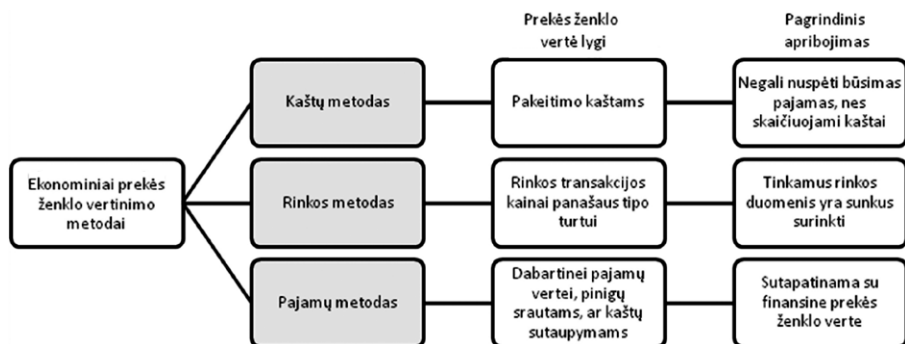 Prekės ženklo
vertė lygi
Pagrindinis
apribojimas
Kaštų metodas
Pakeitimo kaštams
Negali nuspėti būsimas
pajamas, nes
skaičiuojami kaštai
Ekonominiai prekės
ženklo vertinimo
metodai
Rinkos metodas
Rinkos transakcijos
kainai panašaus tipo
turtui
Tinkamus rinkos
duomenis yra sunkus
surinkti
Pajamų metodas
Dabartinei pajamų
vertei, pinigų
srautams, ar kaštų
sutaupymams
Sutapatinama su
finansine prekės
ženklo verte